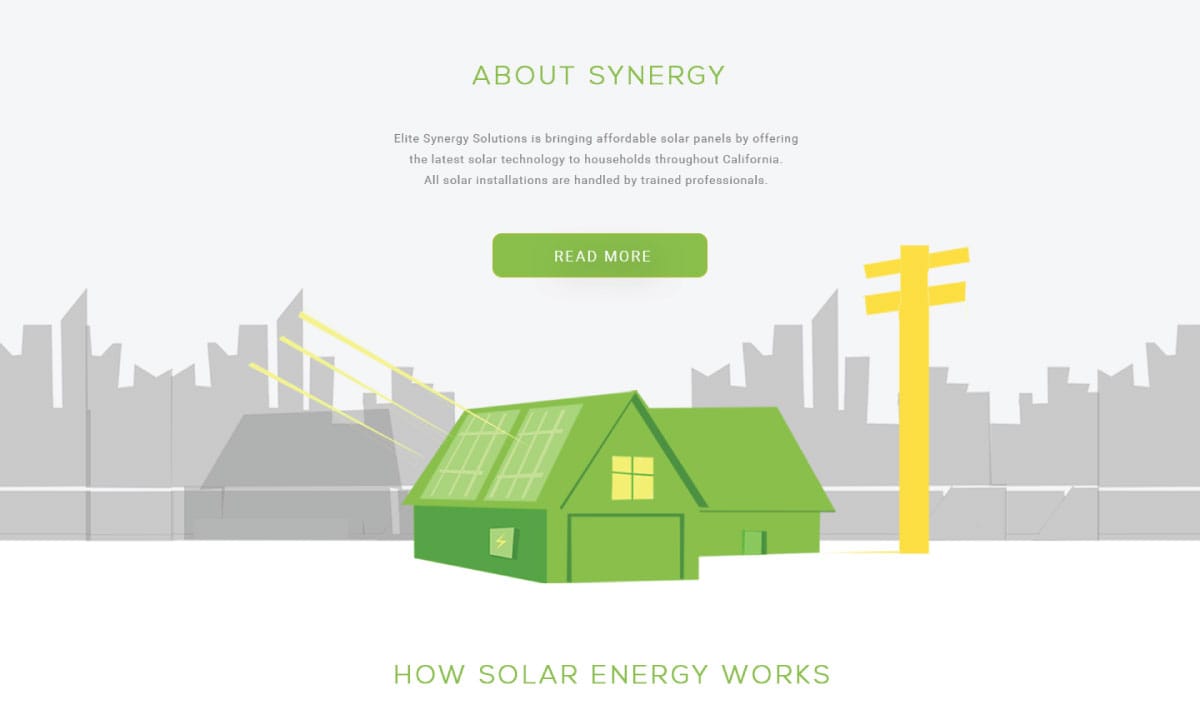 ABOUT SYNERGY
Elite Synergy Solutions is bringing affordable solar panels by offering
the latest solar technology to households throughout California.
All solar installations are handled by trained professionals.
READ MORE
HOW SOLAR ENERGY WORKS